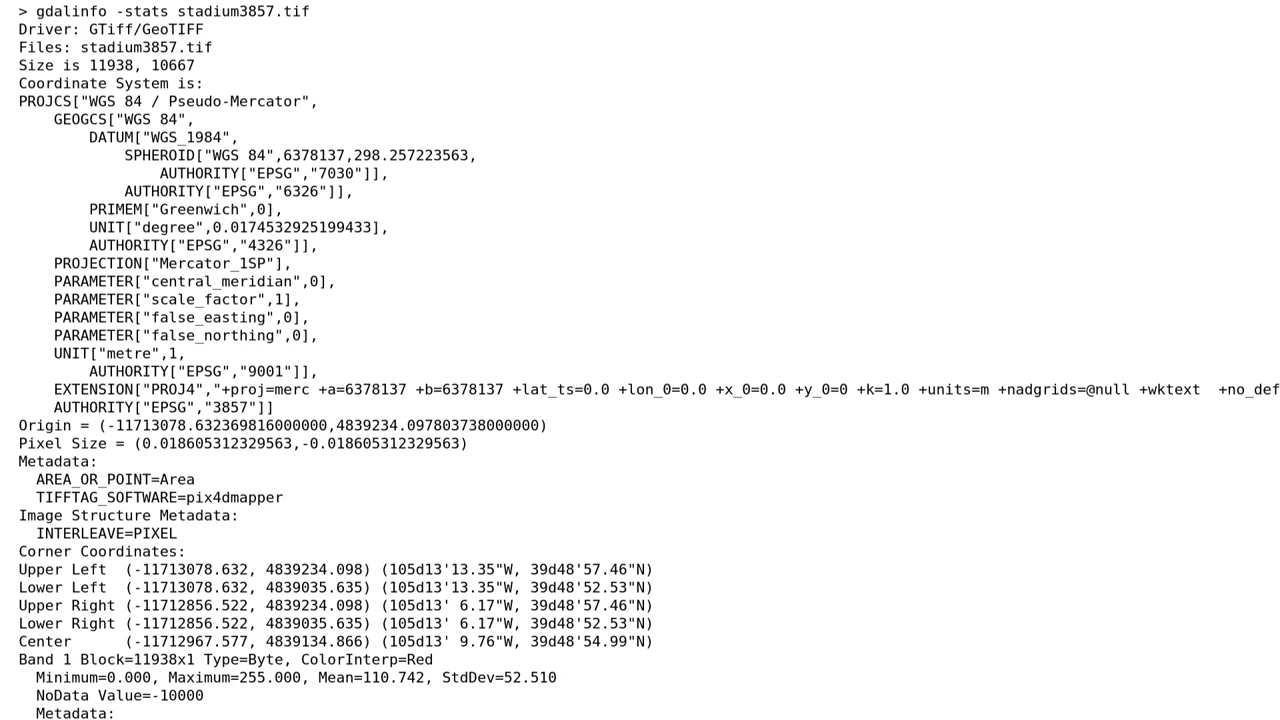 > gdalinfo -stats stadium3857.tif
Driver: GTiff/GeoTIFF
Files: stadium3857.tif
Size is 11938, 10667
Coordinate System is:
PROJCS["WGS 84 / Pseudo-Mercator",
    GEOGCS["WGS 84",
        DATUM["WGS_1984",
            SPHEROID["WGS 84",6378137,298.257223563,
                AUTHORITY["EPSG","7030"]],
            AUTHORITY["EPSG","6326"]],
        PRIMEM["Greenwich",0],
        UNIT["degree",0.0174532925199433],
        AUTHORITY["EPSG","4326"]],
    PROJECTION["Mercator_1SP"],
    PARAMETER["central_meridian",0],
    PARAMETER["scale_factor",1],
    PARAMETER["false_easting",0],
    PARAMETER["false_northing",0],
    UNIT["metre",1,
        AUTHORITY["EPSG","9001"]],
    EXTENSION["PROJ4","+proj=merc +a=6378137 +b=6378137 +lat_ts=0.0 +lon_0=0.0 +x_0=0.0 +y_0=0 +k=1.0 +units=m +nadgrids=@null +wktext  +no_def
    AUTHORITY["EPSG","3857"]]
Origin = (-11713078.632369816000000,4839234.097803738000000)
Pixel Size = (0.018605312329563,-0.018605312329563)
Metadata:
  AREA_OR_POINT=Area
  TIFFTAG_SOFTWARE=pix4dmapper
Image Structure Metadata:
  INTERLEAVE=PIXEL
Corner Coordinates:
Upper Left  (-11713078.632, 4839234.098) (105d13'13.35"W, 39d48'57.46"N)
Lower Left  (-11713078.632, 4839035.635) (105d13'13.35"W, 39d48'52.53"N)
Upper Right (-11712856.522, 4839234.098) (105d13' 6.17"W, 39d48'57.46"N)
Lower Right (-11712856.522, 4839035.635) (105d13' 6.17"W, 39d48'52.53"N)
Center      (-11712967.577, 4839134.866) (105d13' 9.76"W, 39d48'54.99"N)
Band 1 Block=11938x1 Type=Byte, ColorInterp=Red
  Minimum=0.000, Maximum=255.000, Mean=110.742, StdDev=52.510
  NoData Value=-10000
  Metadata: